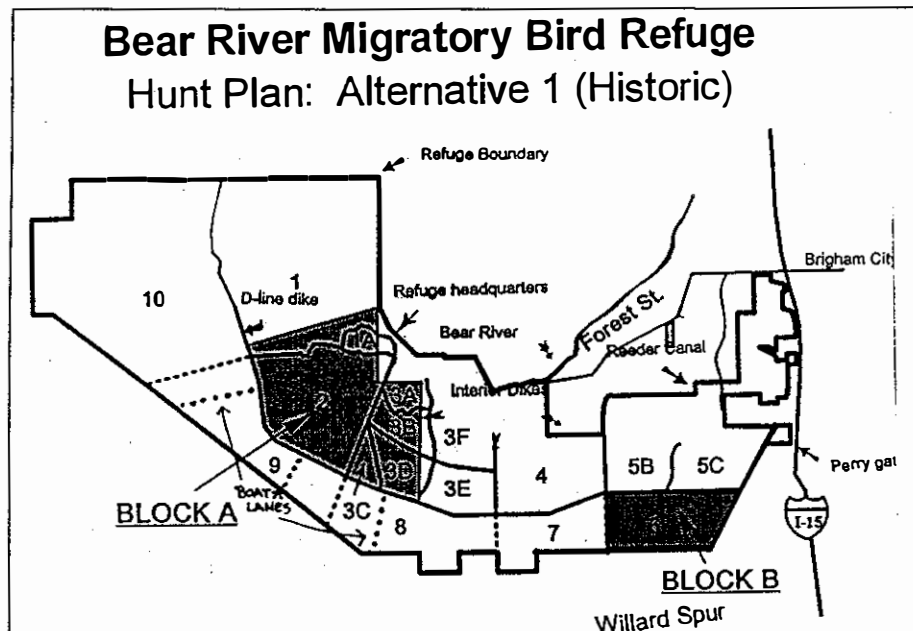 Bear River Migratory Bird Refuge
Hunt Plan: Alternative 1 (Historic)
Refuge Boundary
Brigham City
1
10
D-line dike
Refuge headquarters
Bear River
Forest St.
Reeder Canal
1A
Interior Dikes
3A
3B
2
3F
4
5B
5C
Perry gat
9
3D
3E
BOAT
LANES
BLOCK A
3C
8
7
I-15
BLOCK B
Willard Spur